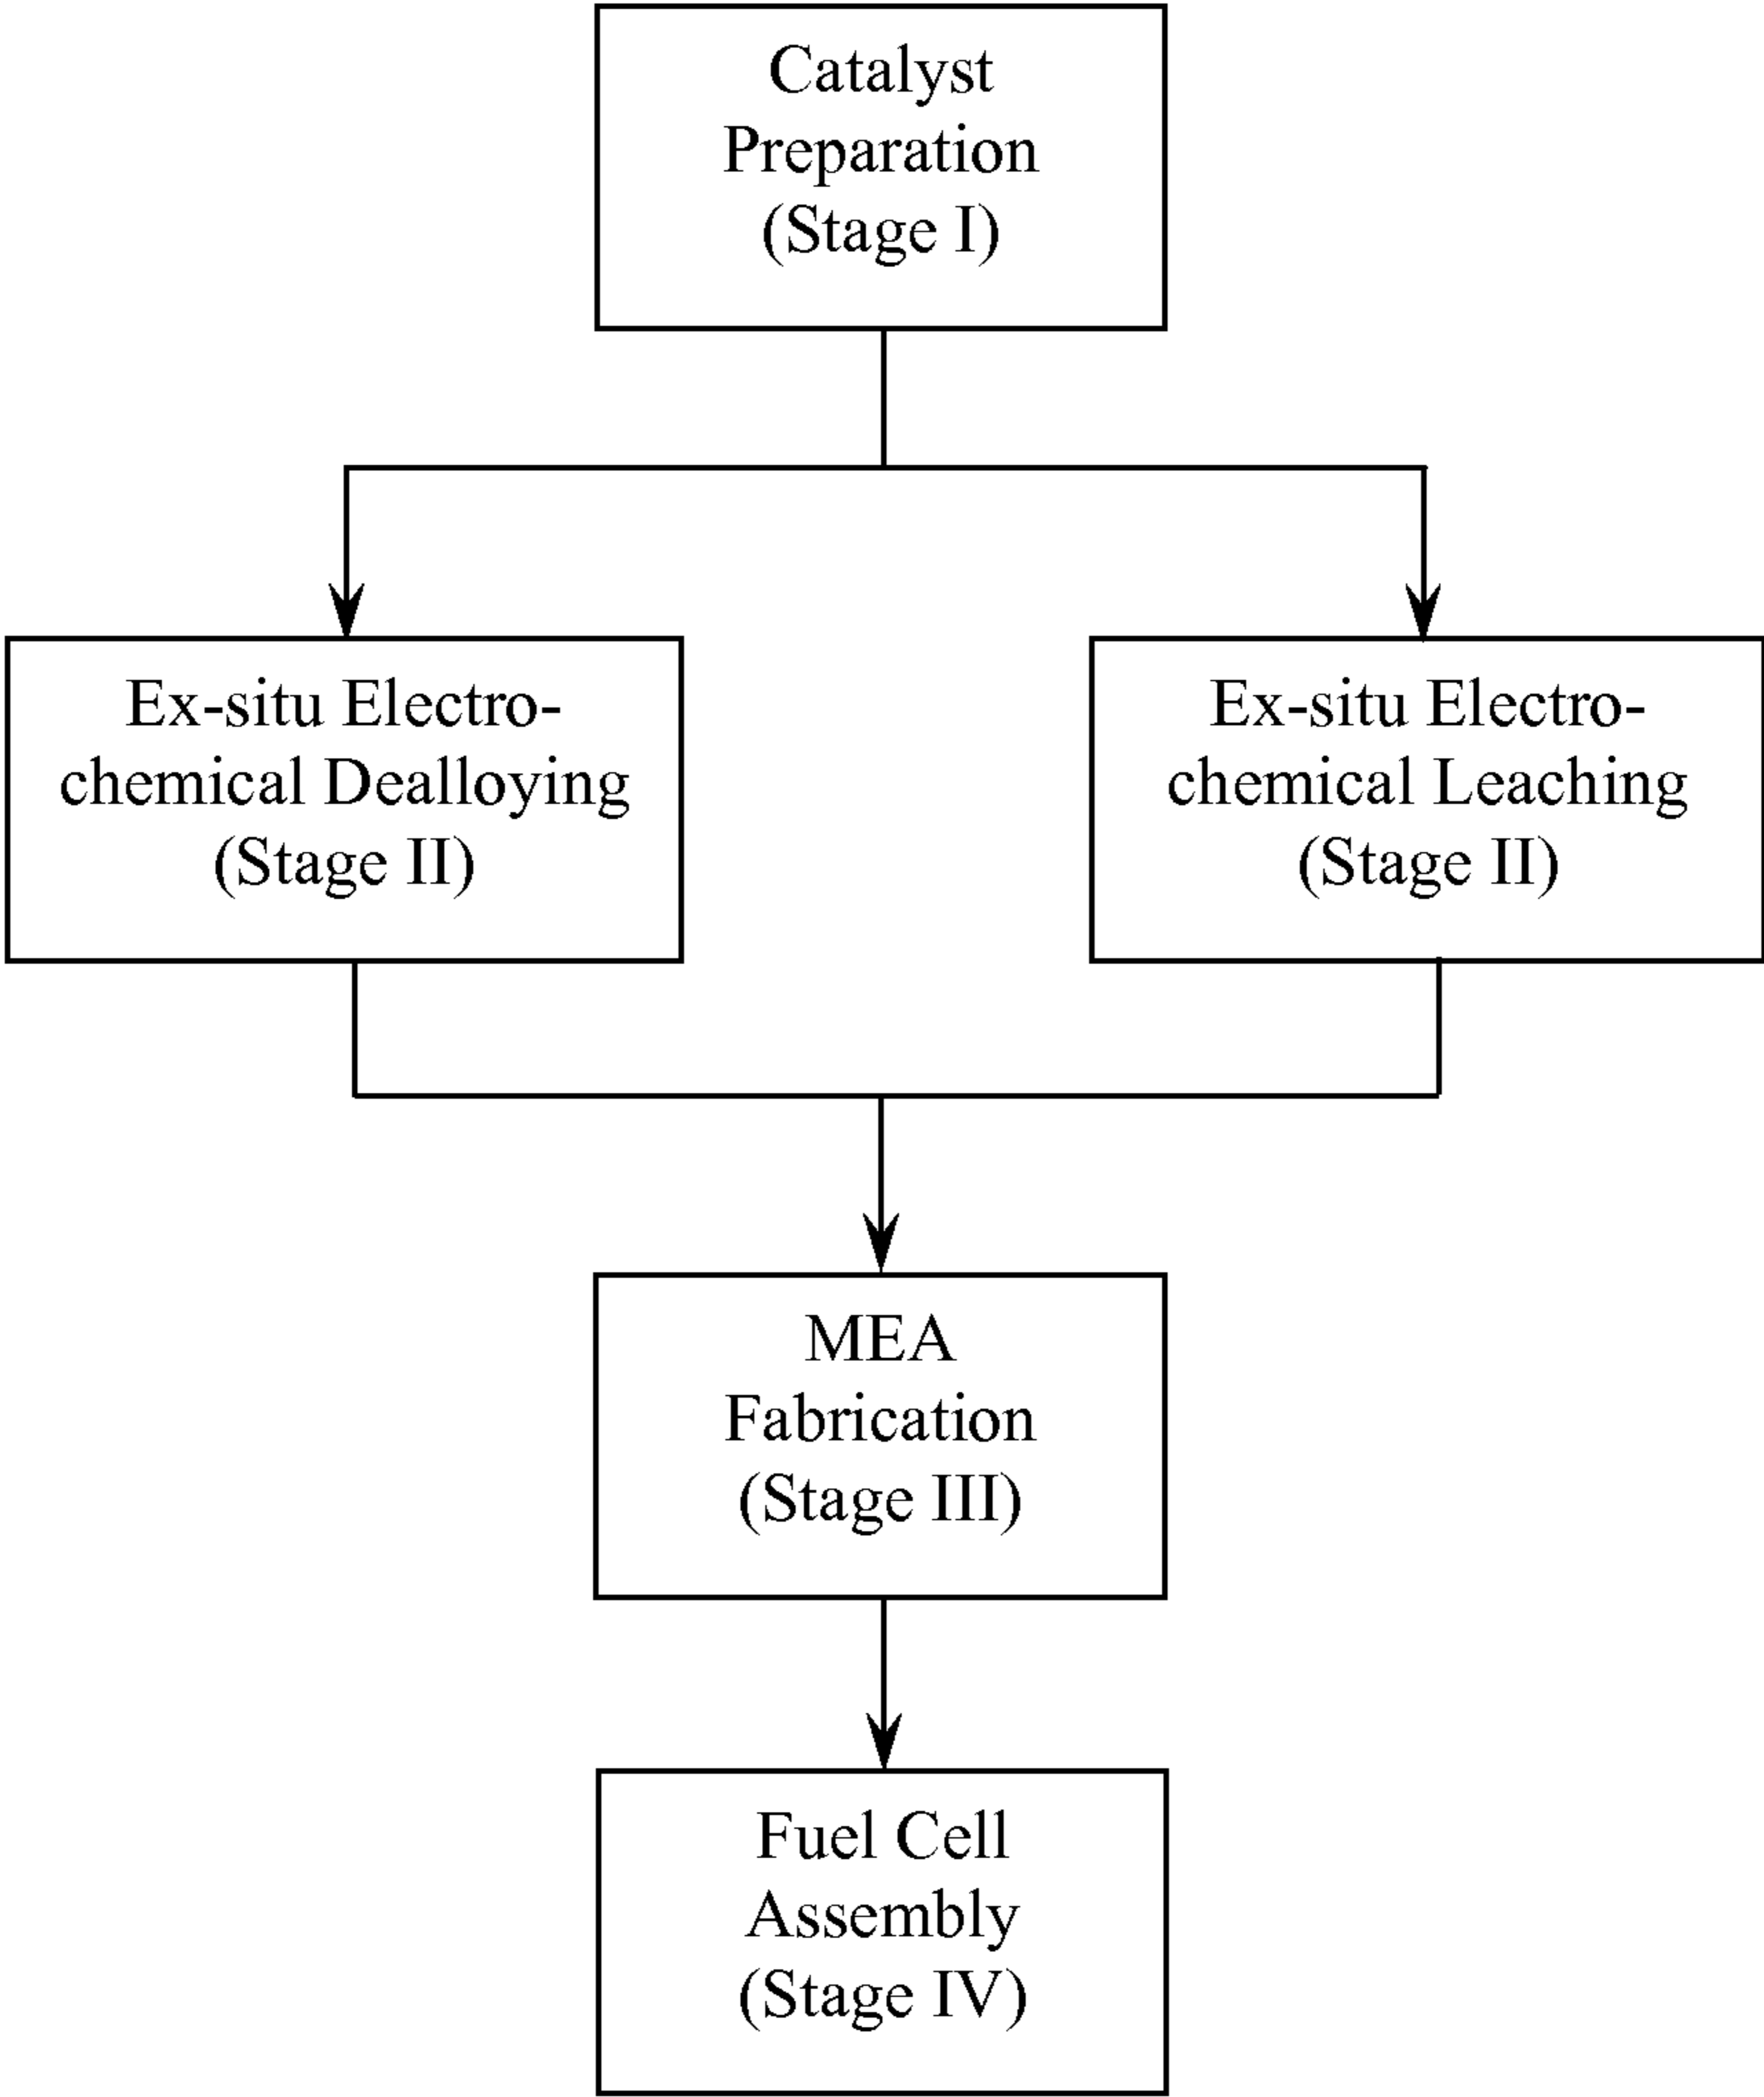 Catalyst
Preparation
(Stage I)
Ex-situ Electro-
chemical Dealloying
(Stage II)
Ex-situ Electro-
chemical Leaching
(Stage II)
MEA
Fabrication
(Stage III)
Fuel Cell
Assembly
(Stage IV)